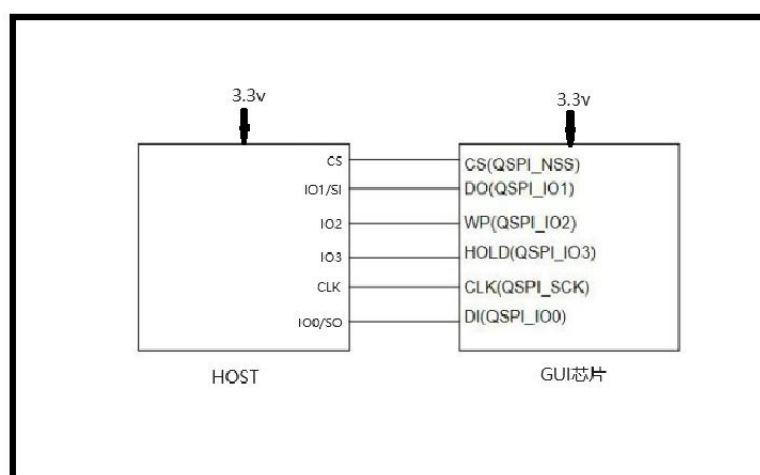 3.3v
3.3v
CS
CS(QSPI_NSS)
IO1/SI
DO(QSPI_IO1)
IO2
WP(QSPI_IO2)
IO3
HOLD(QSPI_IO3)
CLK
CLK(QSPI_SCK)
IO0/SO
DI(QSPI_IO0)
HOST
GUI芯片